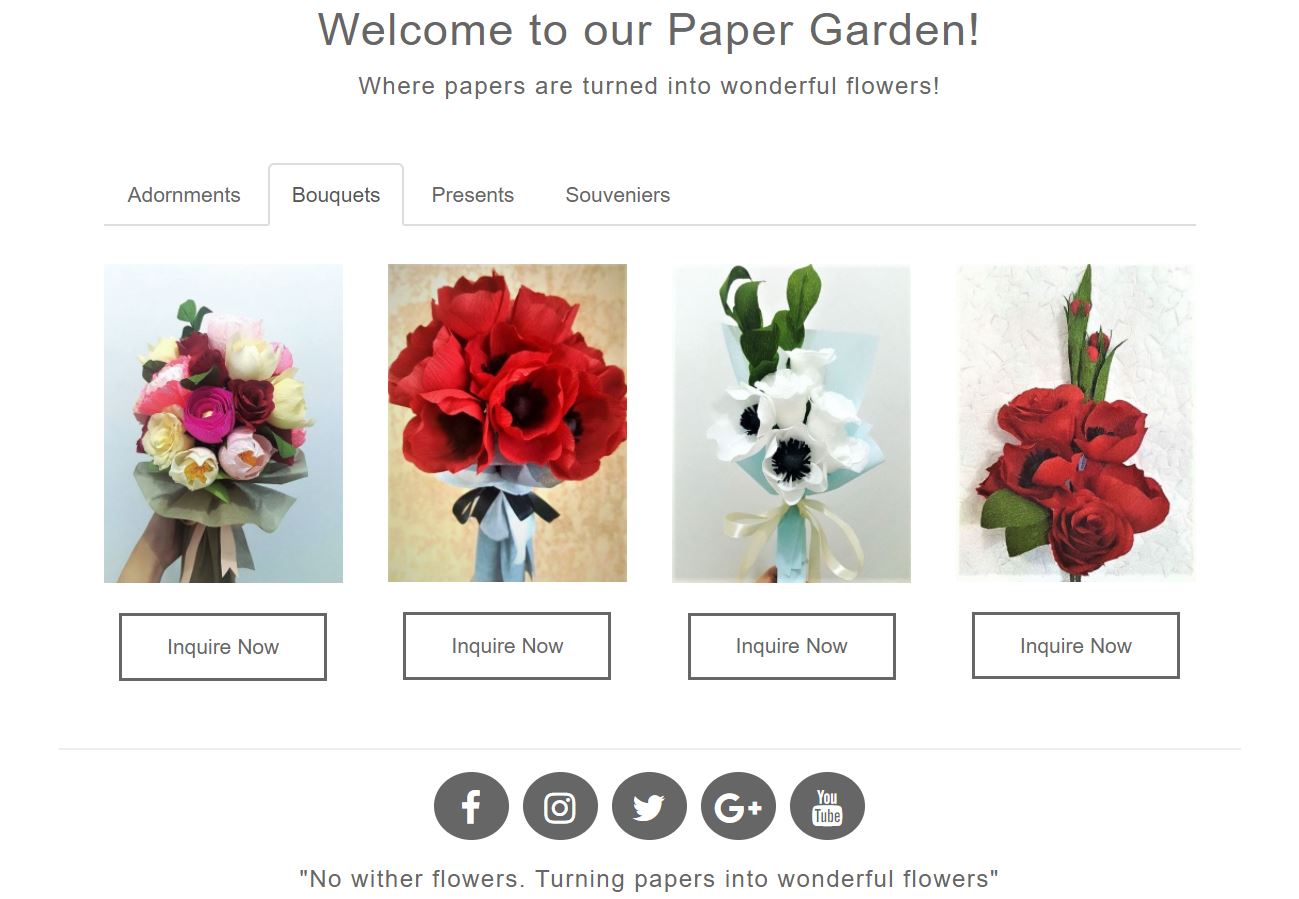 Welcome to our Paper Garden!
Where papers are turned into wonderful flowers!
Adornments Bouquets Presents Souveniers
Inquire Now Inquire Now Inquire Now Inquire Now
f G+ You Tube
"No wither flowers. Turning papers into wonderful flowers"